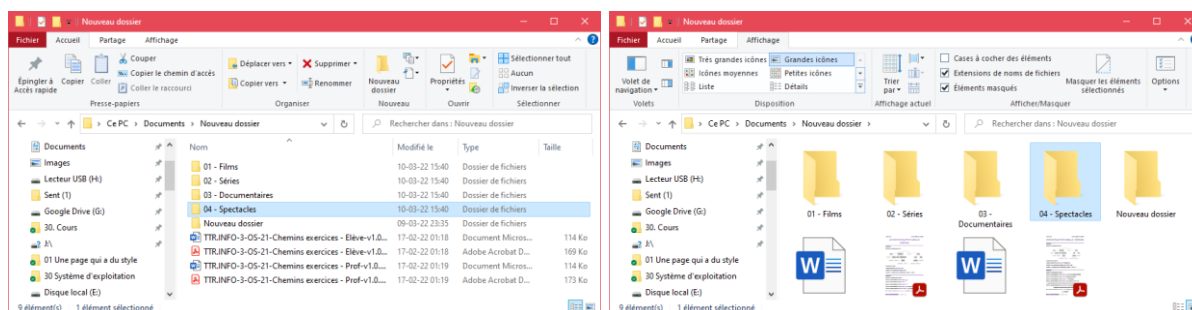 Nouveau dossier
Fichier Accueil Partage Affichage
Épingler à Accès rapide
Copier
Coller
Couper
Copier le chemin d'accès
Coller le raccourci
Presse-papiers
Déplacer vers
Supprimer
Copier vers
Renommer
Organiser
Nouveau dossier
Nouveau
Propriétés
Ouvrir
Sélectionner tout
Aucun
Inverser la sélection
Sélectionner
Ce PC > Documents > Nouveau dossier
Rechercher dans : Nouveau dossier
Documents
Images
Lecteur USB (H:)
Sent (1)
Google Drive (G:)
30. Cours
01 Une page qui a du style
30 Système d'exploitation
Disque local (E:)
Nom Modifié le Type Taille
01 - Films 10-03-22 15:40 Dossier de fichiers
02 - Séries 10-03-22 15:40 Dossier de fichiers
03 - Documentaires 10-03-22 15:40 Dossier de fichiers
04 - Spectacles 10-03-22 15:40 Dossier de fichiers
Nouveau dossier 09-03-22 23:35 Dossier de fichiers
TTR.INFO-3-OS-21-Chemins exercices - Elève-v1.0... 17-02-22 01:18 Document Micros... 114 Ko
TTR.INFO-3-OS-21-Chemins exercices - Elève-v1.0... 17-02-22 01:18 Adobe Acrobat D... 169 Ko
TTR.INFO-3-OS-21-Chemins exercices - Prof-v1.0.... 17-02-22 01:19 Document Micros... 114 Ko
TTR.INFO-3-OS-21-Chemins exercices - Prof-v1.0.... 17-02-22 01:19 Adobe Acrobat D... 173 Ko
9 élément(s) 1 élément sélectionné
Nouveau dossier
Fichier Accueil Partage Affichage
Volet de navigation
Volets
Très grandes icônes
Grandes icônes
Icônes moyennes
Petites icônes
Liste
Détails
Disposition
Trier par
Affichage actuel
Cases à cocher des éléments
Extensions de noms de fichiers
Éléments masqués
Masquer les éléments sélectionnés
Afficher/Masquer
Options
Ce PC > Documents > Nouveau dossier >
Rechercher dans : Nouveau dossier
Documents
Images
Lecteur USB (H:)
Sent (1)
Google Drive (G:)
30. Cours
01 Une page qui a du style
30 Système d'exploitation
Disque local (E:)
01 - Films
02 - Séries
03 - Documentaires
04 - Spectacles
Nouveau dossier
W
W
9 élément(s) 1 élément sélectionné